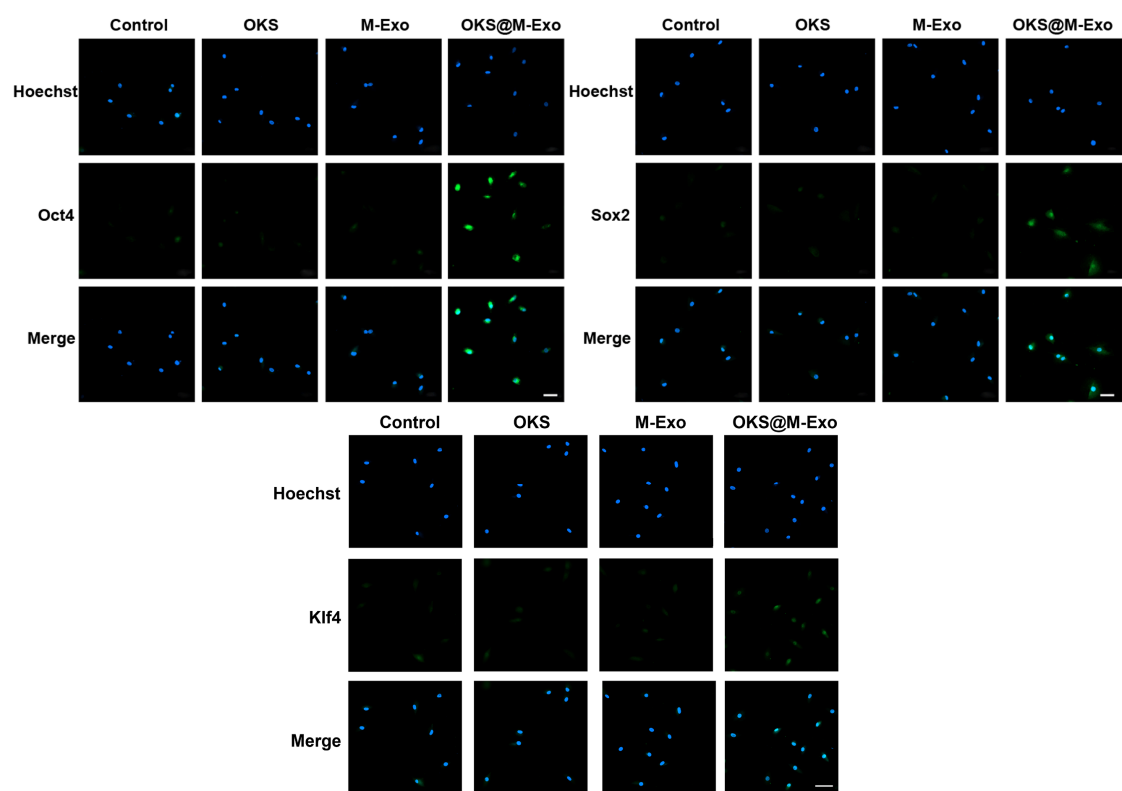 Control OKS M-Exo OKS@M-Exo
Hoechst
Oct4
Merge
Control OKS M-Exo OKS@M-Exo
Hoechst
Sox2
Merge
Control OKS M-Exo OKS@M-Exo
Hoechst
Klf4
Merge